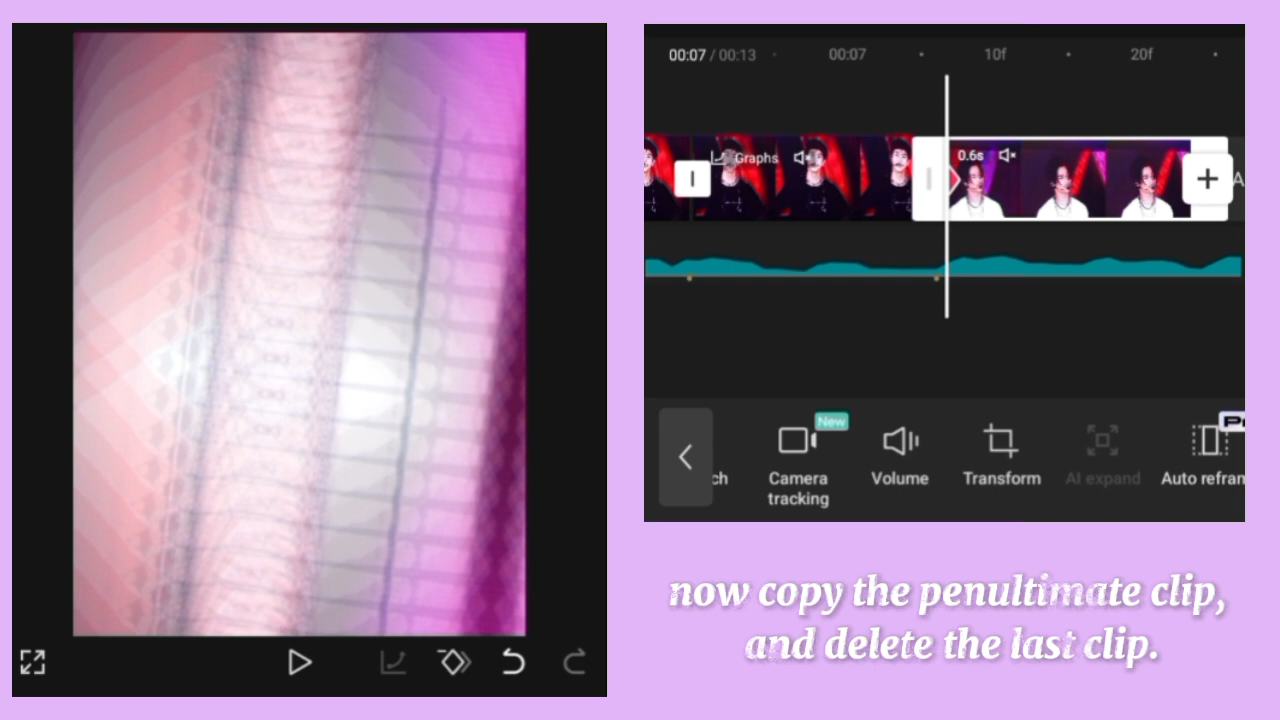 00:07 / 00:13
00:07
10f
20f
Graphs
0.6s
A
New
ch
Camera
tracking
Volume
Transform
AI expand
Auto refran
now copy the penultimate clip,
and delete the last clip.